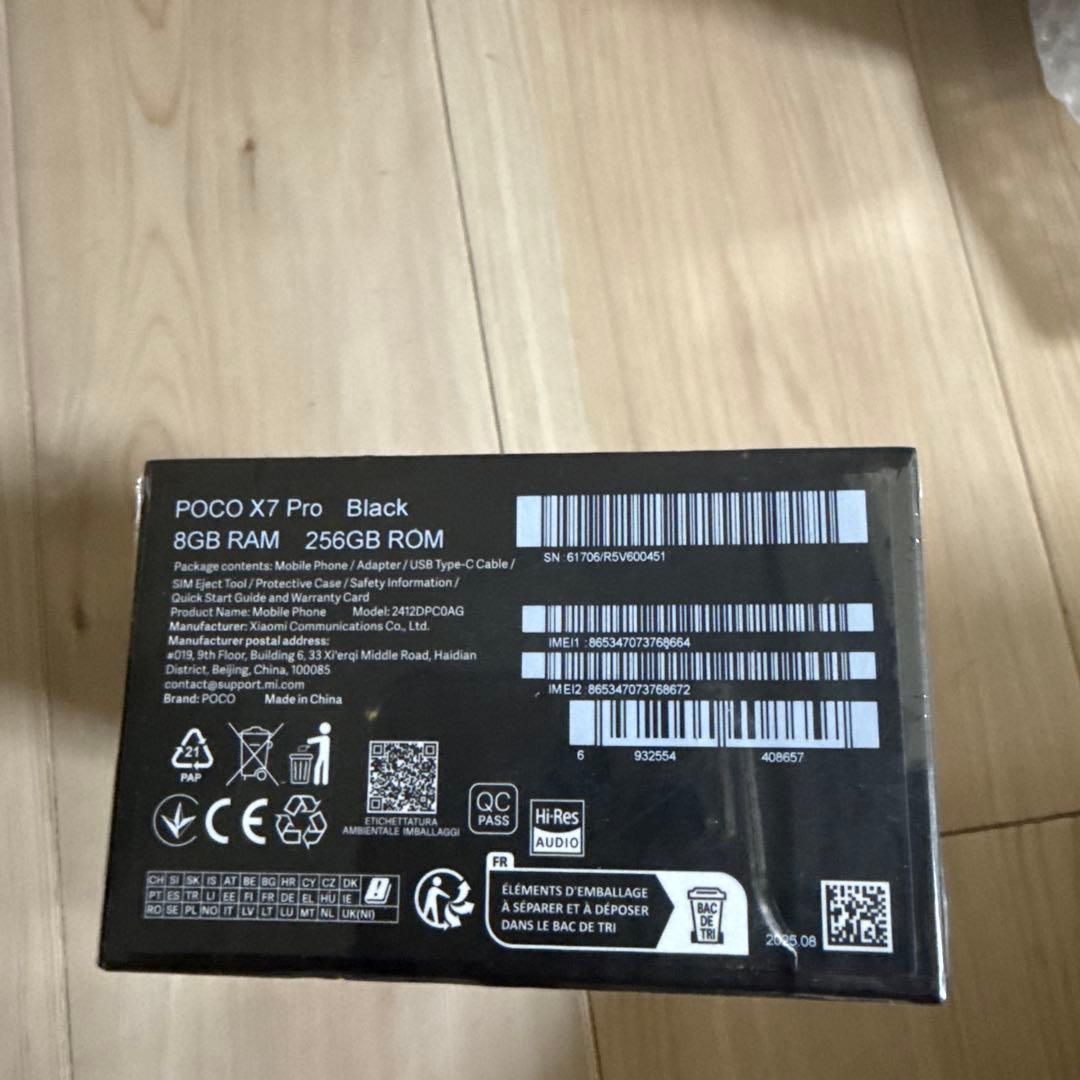 POCO X7 Pro Black
8GB RAM 256GB ROM
Package contents: Mobile Phone / Adapter / USB Type-C Cable /
SIM Eject Tool / Protective Case / Safety Information /
Quick Start Guide and Warranty Card
Product Name: Mobile Phone Model: 2412DPC0AG
Manufacturer: Xiaomi Communications Co., Ltd.
Manufacturer postal address:
#019, 9th Floor, Building 6, 33 Xi'erqi Middle Road, Haidian
District, Beijing, China, 100085
contact@support.mi.com
Brand: POCO Made in China
SN :61706/R5V600451
IMEI1 :865347073768664
IMEI2 :865347073768672
6 932554 408657
21
PAP
CE
ETICHETTATURA
AMBIENTALE IMBALLAGGI
QC
PASS
Hi-Res
AUDIO
CH SI SK IS AT BE BG HR CY CZ DK
PT ES TR LI EE FI FR DE EL HU IE
RO SE PL NO IT LV LT LU MT NL UK(NI)
FR
ÉLÉMENTS D'EMBALLAGE
À SÉPARER ET À DÉPOSER
DANS LE BAC DE TRI
BAC
DE
TRI
2025.08